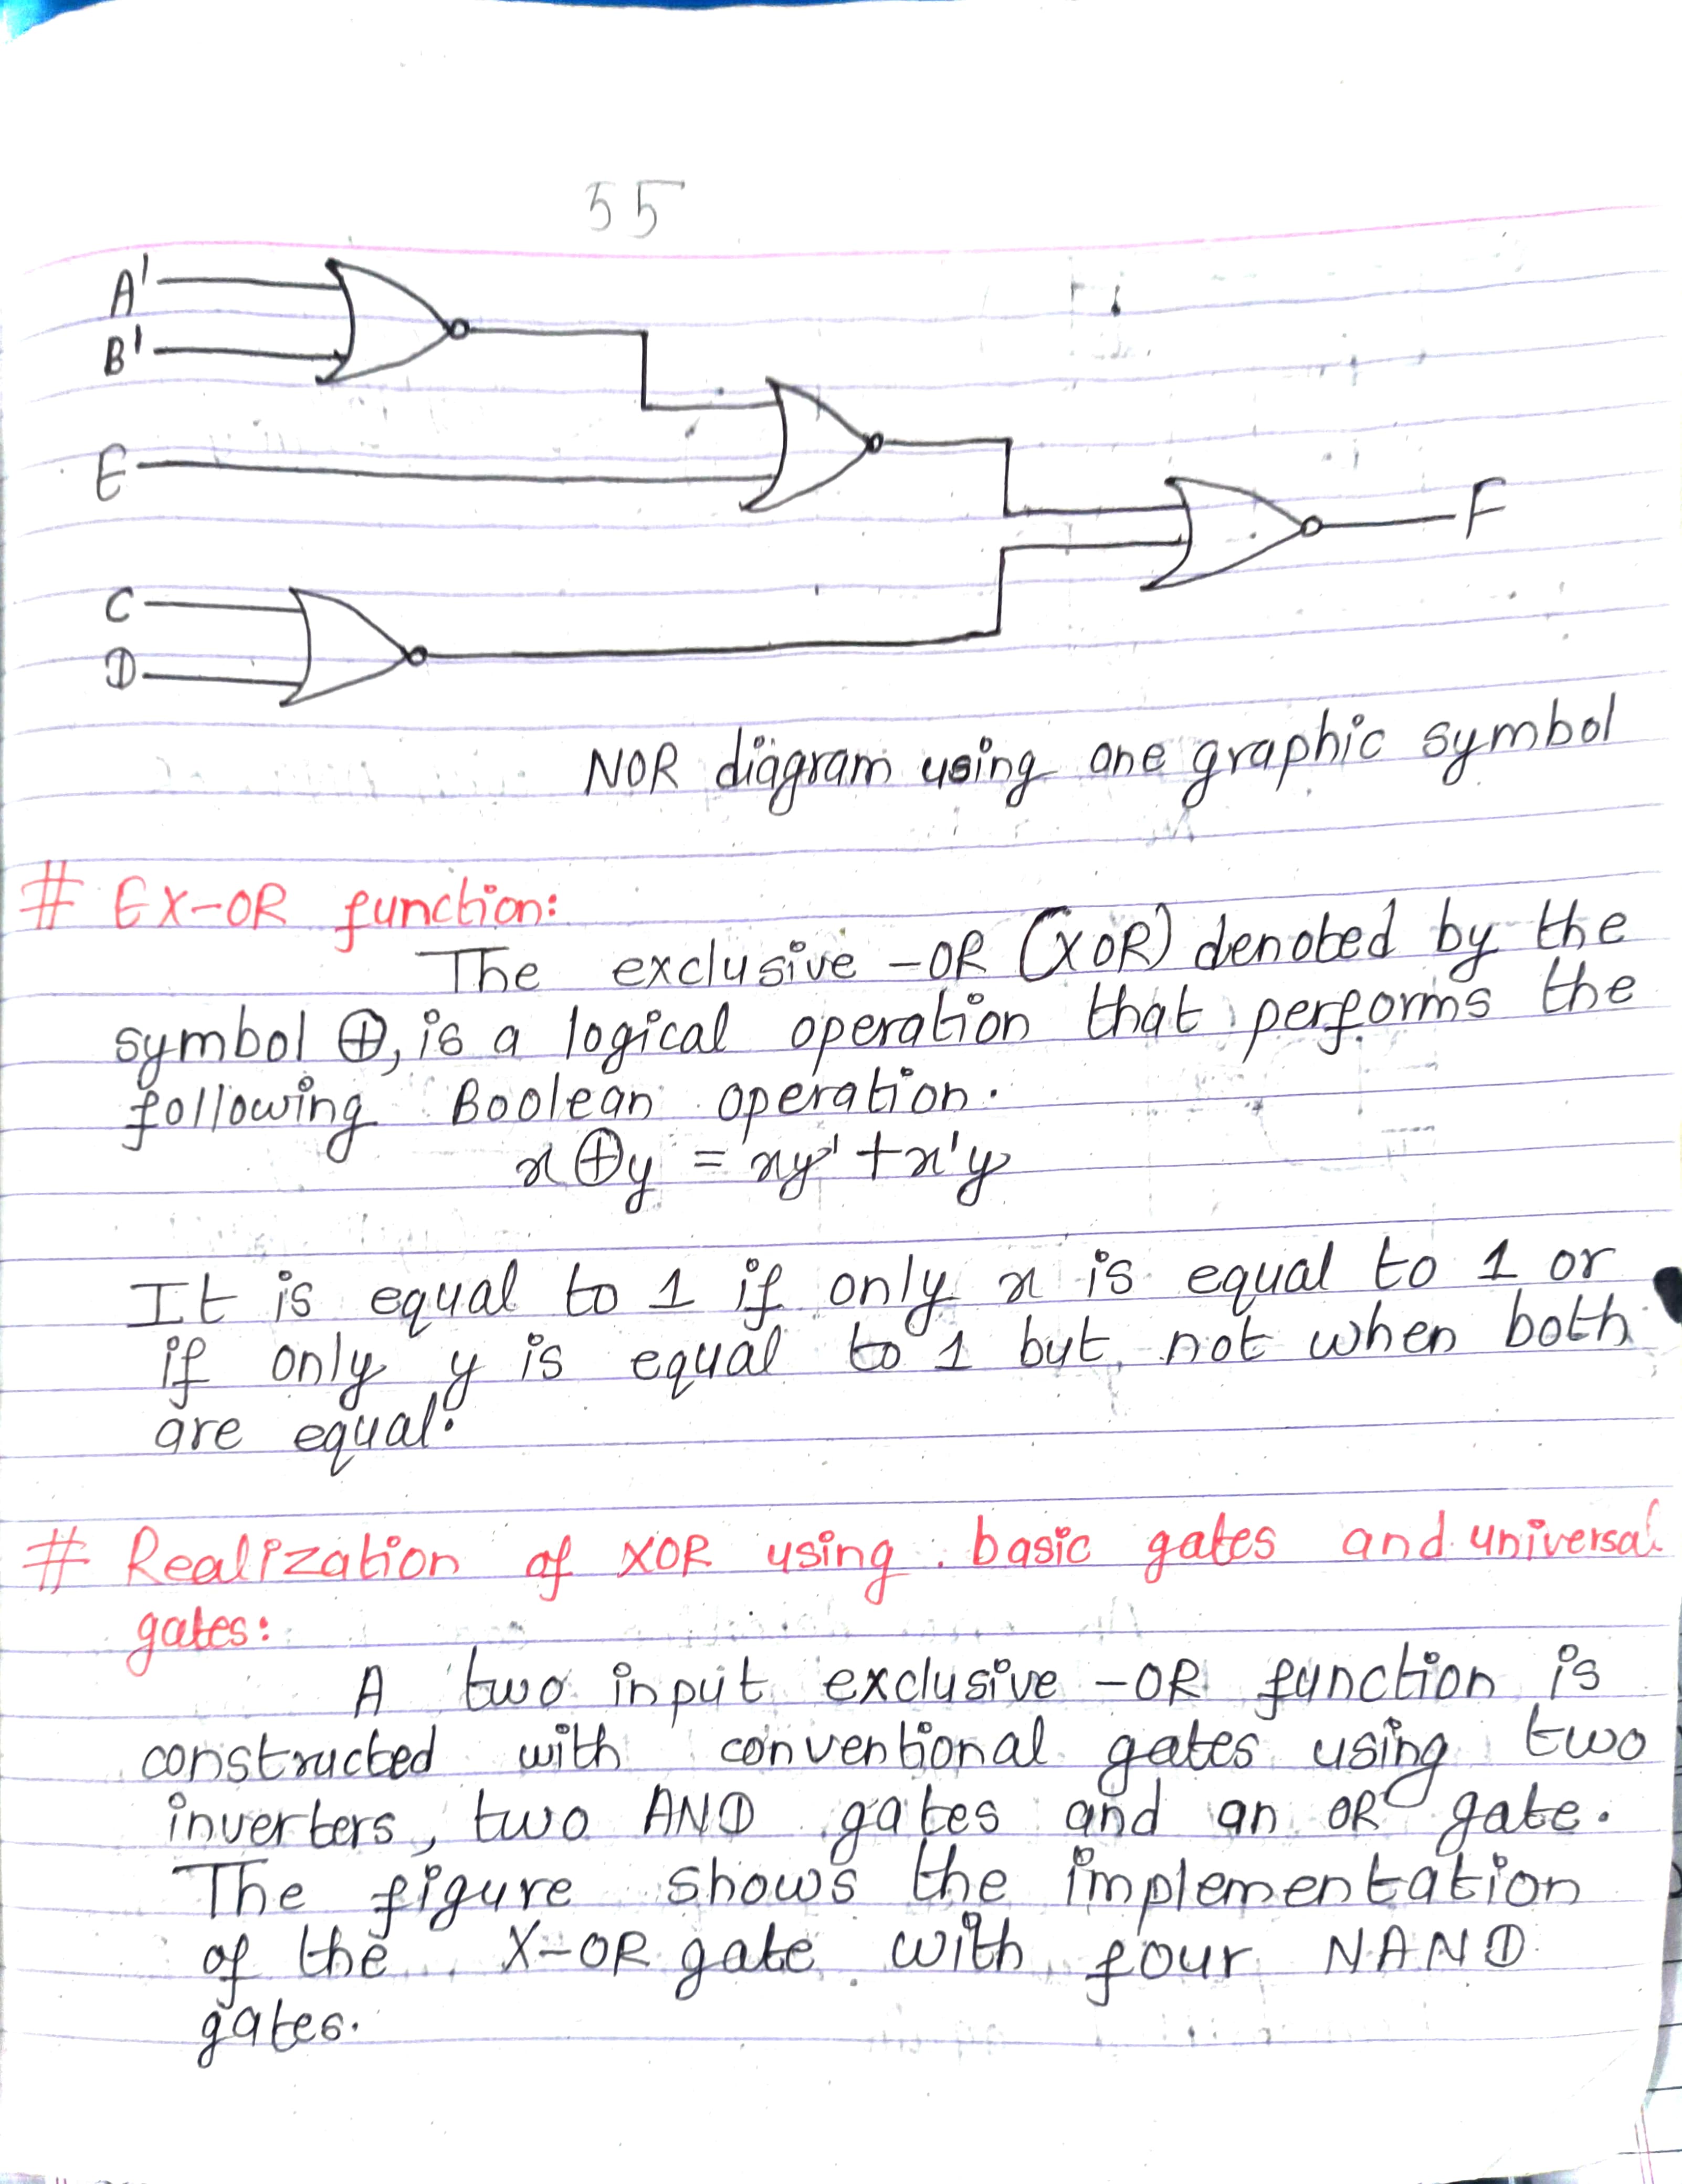 55
A'
B'
E
C
D
F
NOR diagram using one graphic symbol
# EX-OR function:
The exclusive -OR (XOR) denoted by the
symbol ⊕, is a logical operation that performs the
following Boolean operation.
x ⊕ y = xy' + x'y
It is equal to 1 if only x is equal to 1 or
if only y is equal to 1 but not when both
are equal.
# Realization of XOR using basic gates and universal
gates:
A two input exclusive -OR function is
constructed with conventional gates using two
inverters, two AND gates and an OR gate.
The figure shows the implementation
of the X-OR gate with four NAND
gates.